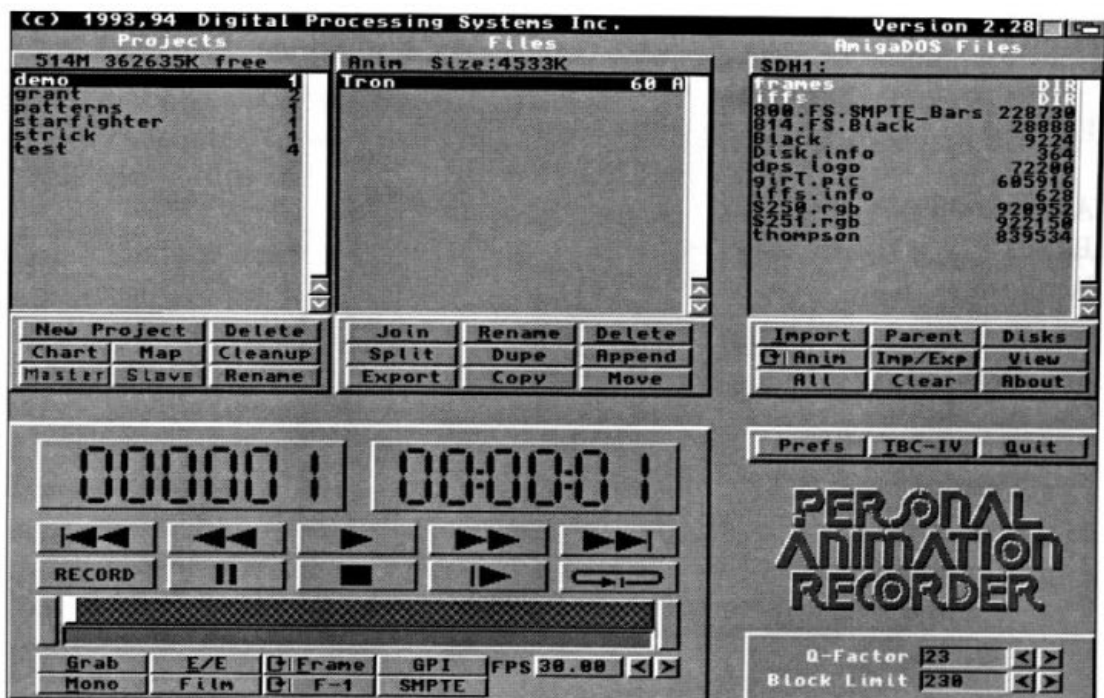 (c) 1993,94 Digital Processing Systems Inc. Version 2.28
Projects
514M 362635K free
demo 1
grant 2
patterns 1
starfighter 1
strick 1
test 4
New Project Delete
Chart Map Cleanup
Master Slave Rename
Files
Anim Size:4533K
Tron 60 A
Join Rename Delete
Split Dupe Append
Export Copy Move
AmigaDOS Files
SDH1:
frames DIR
iffs DIR
800.FS.SMPTE_Bars 228730
814.FS.Black 28888
Black 9224
Disk.info 364
dps_logo 72200
girl.pic 605916
iffs.info 628
S250.rgb 920952
S251.rgb 922150
thompson 839534
Import Parent Disks
Anim Imp/Exp View
All Clear About
000001 00:00:01
RECORD
Grab E/E Frame GPI FPS 30.00
Mono Film F-1 SMPTE
Prefs TBC-IV Quit
PERSONAL
ANIMATION
RECORDER
Q-Factor 23
Block Limit 230